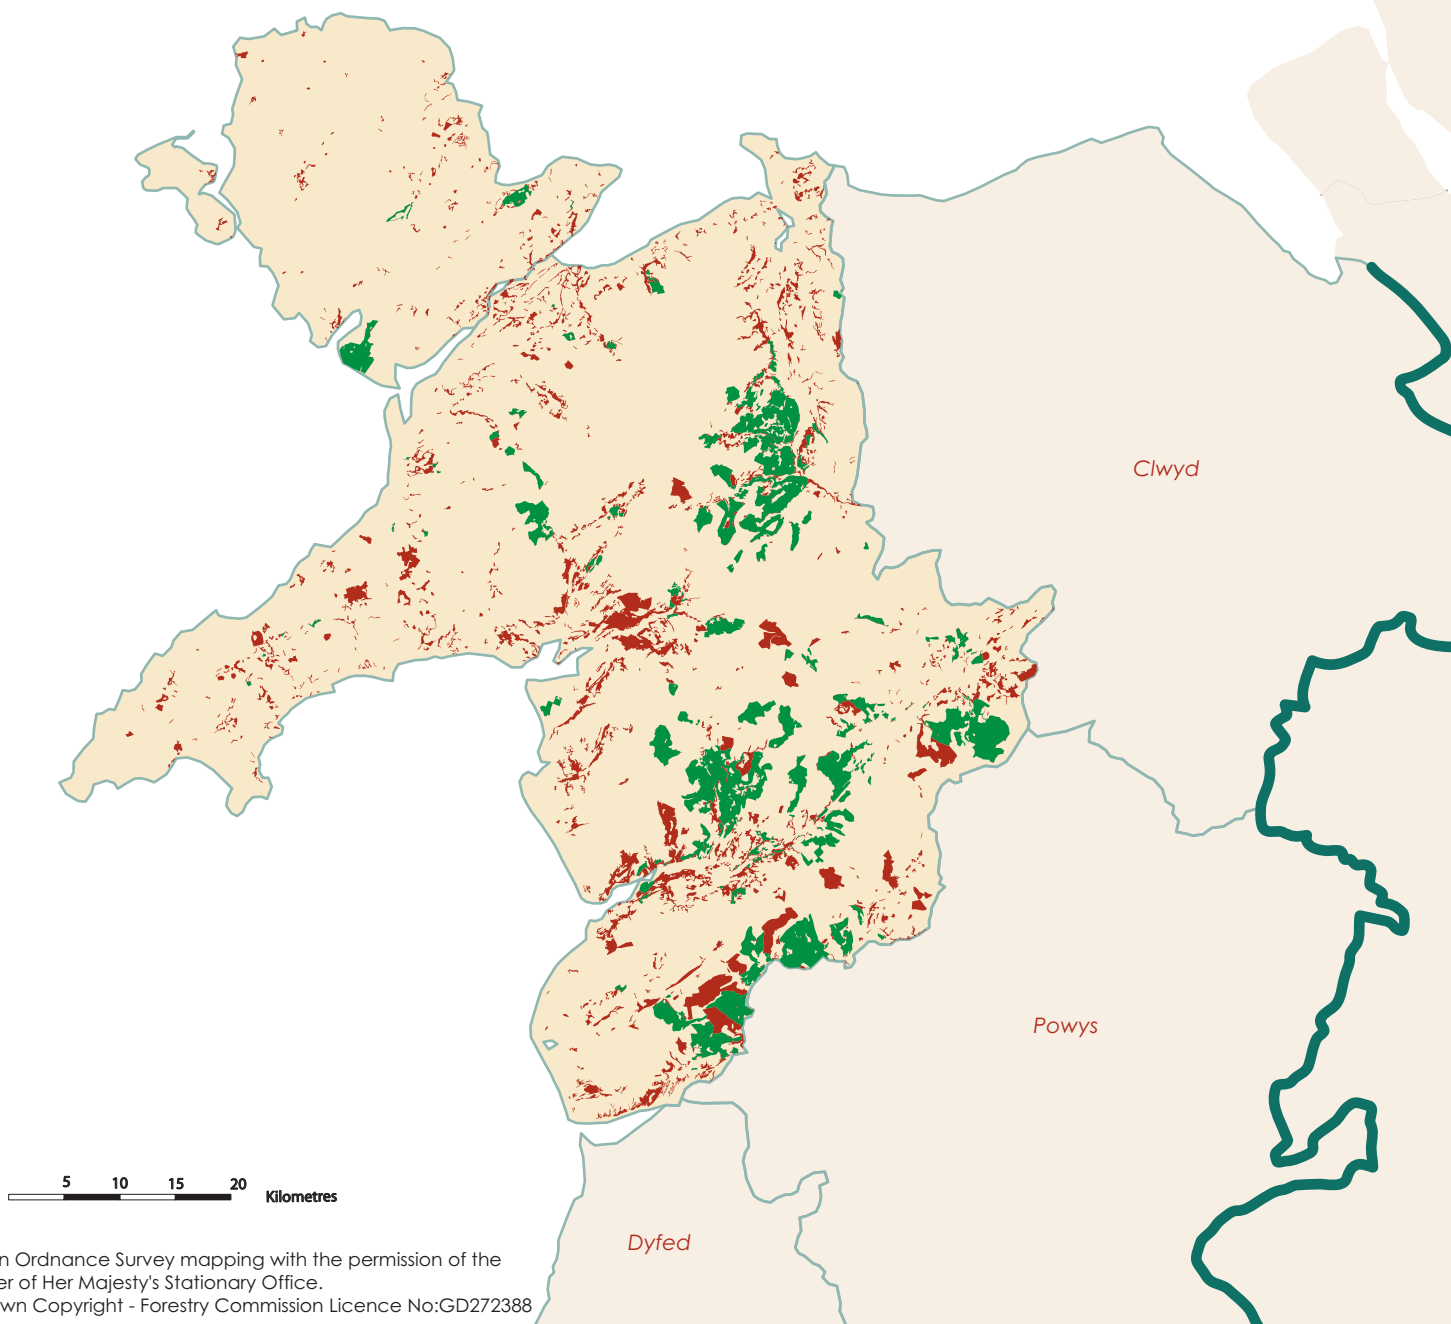 Clwyd
Powys
5 10 15 20 Kilometres
Dyfed
n Ordnance Survey mapping with the permission of the
er of Her Majesty's Stationary Office.
wn Copyright - Forestry Commission Licence No:GD272388